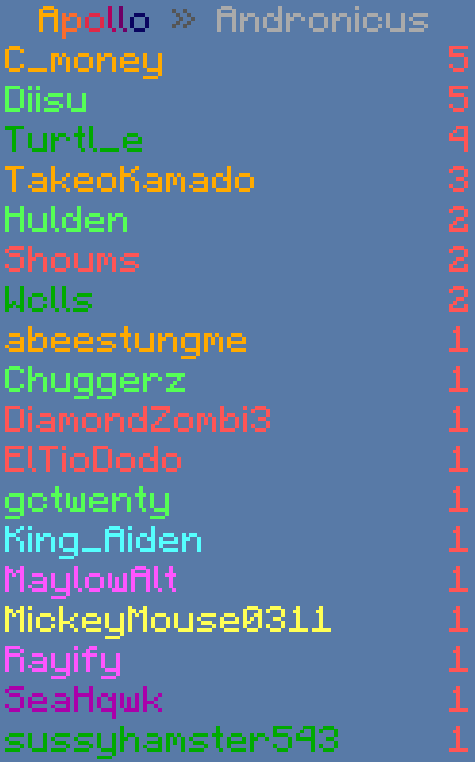 Apollo » Andronicus
C_money 5
Diisu 5
Turtl_e 4
TakeoKamado 3
Hulden 2
Shoums 2
Wolls 2
abeestungme 1
Chuggerz 1
DiamondZombi3 1
ElTioDodo 1
gctwenty 1
King_Aiden 1
MaylowAlt 1
MickeyMouse0311 1
Rayify 1
SeaHqwk 1
sussyhamster543 1